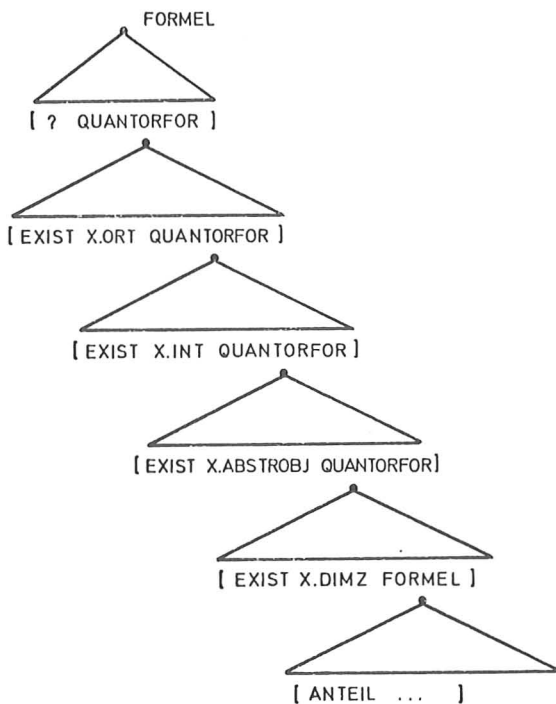 FORMEL
[ ? QUANTORFOR ]
[ EXIST X.ORT QUANTORFOR ]
[ EXIST X.INT QUANTORFOR ]
[ EXIST X.ABSTROBJ QUANTORFOR]
[ EXIST X.DIMZ FORMEL ]
[ ANTEIL ... ]